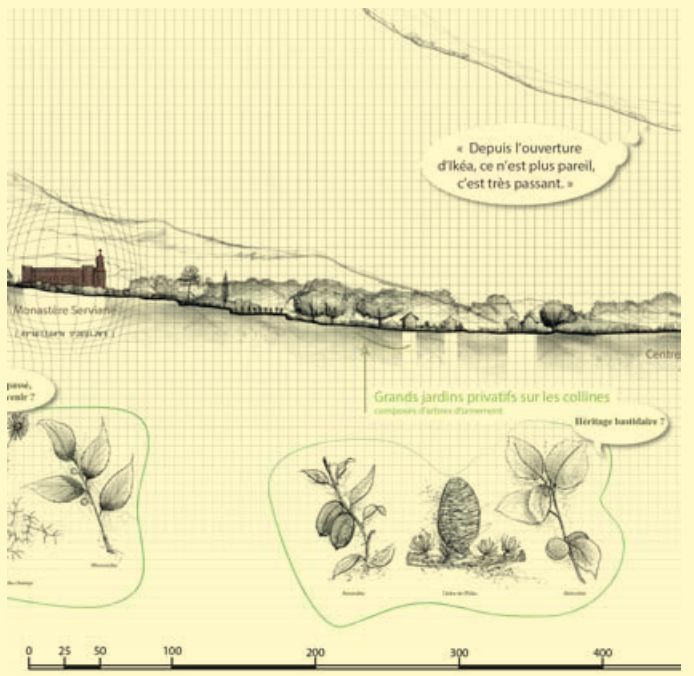 « Depuis l'ouverture
d'Ikéa, ce n'est plus pareil,
c'est très passant. »
Monastère Serviane
Centre
passé,
venir ?
Grands jardins privatifs sur les collines
composés d'arbres d'ornement
Héritage bastidaire ?
0 25 50 100 200 300 400